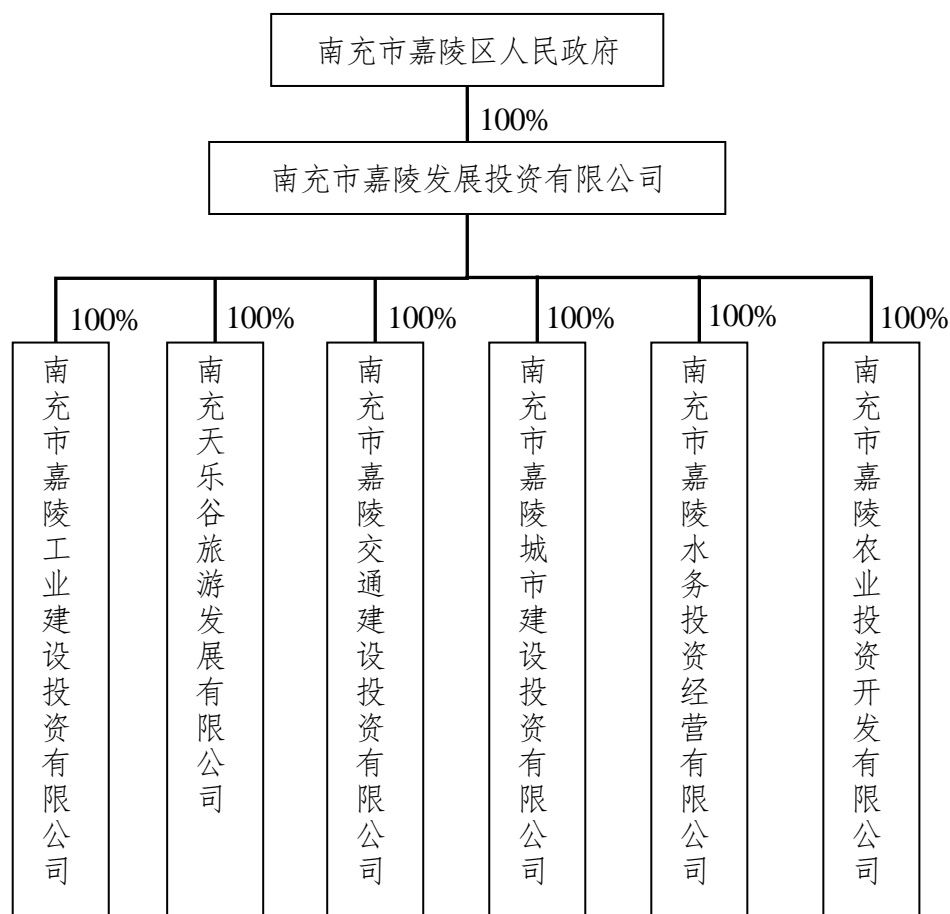 南充市嘉陵区人民政府
100%
南充市嘉陵发展投资有限公司
100%
100%
100%
100%
100%
100%
南充市嘉陵工业建设投资有限公司
南充天乐谷旅游发展有限公司
南充市嘉陵交通建设投资有限公司
南充市嘉陵城市建设投资有限公司
南充市嘉陵水务投资经营有限公司
南充市嘉陵农业投资开发有限公司